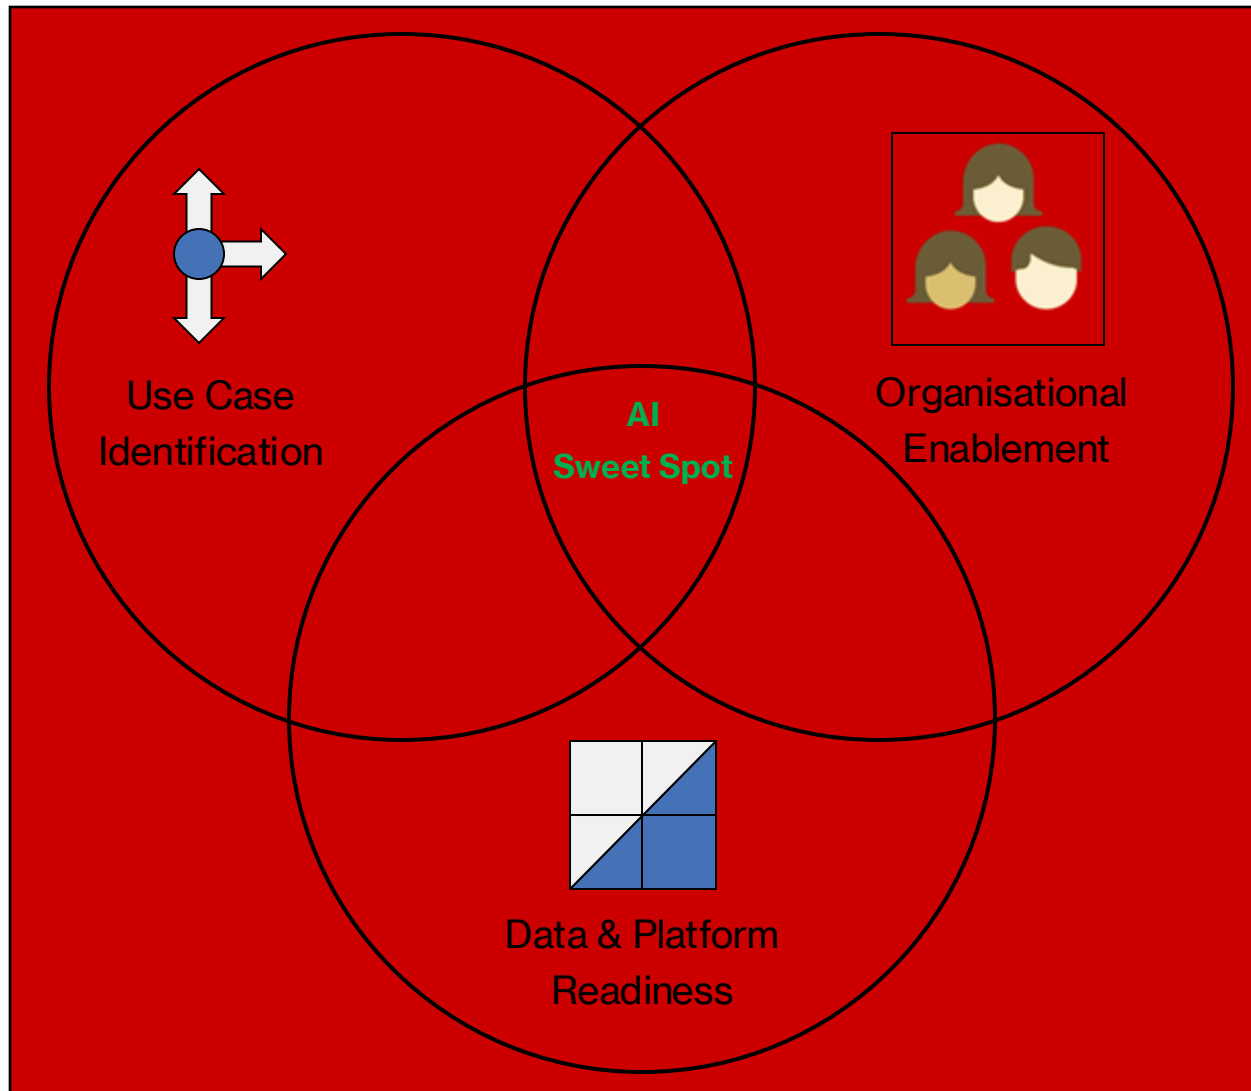 Use Case
Identification
Organisational
Enablement
AI
Sweet Spot
Data & Platform
Readiness